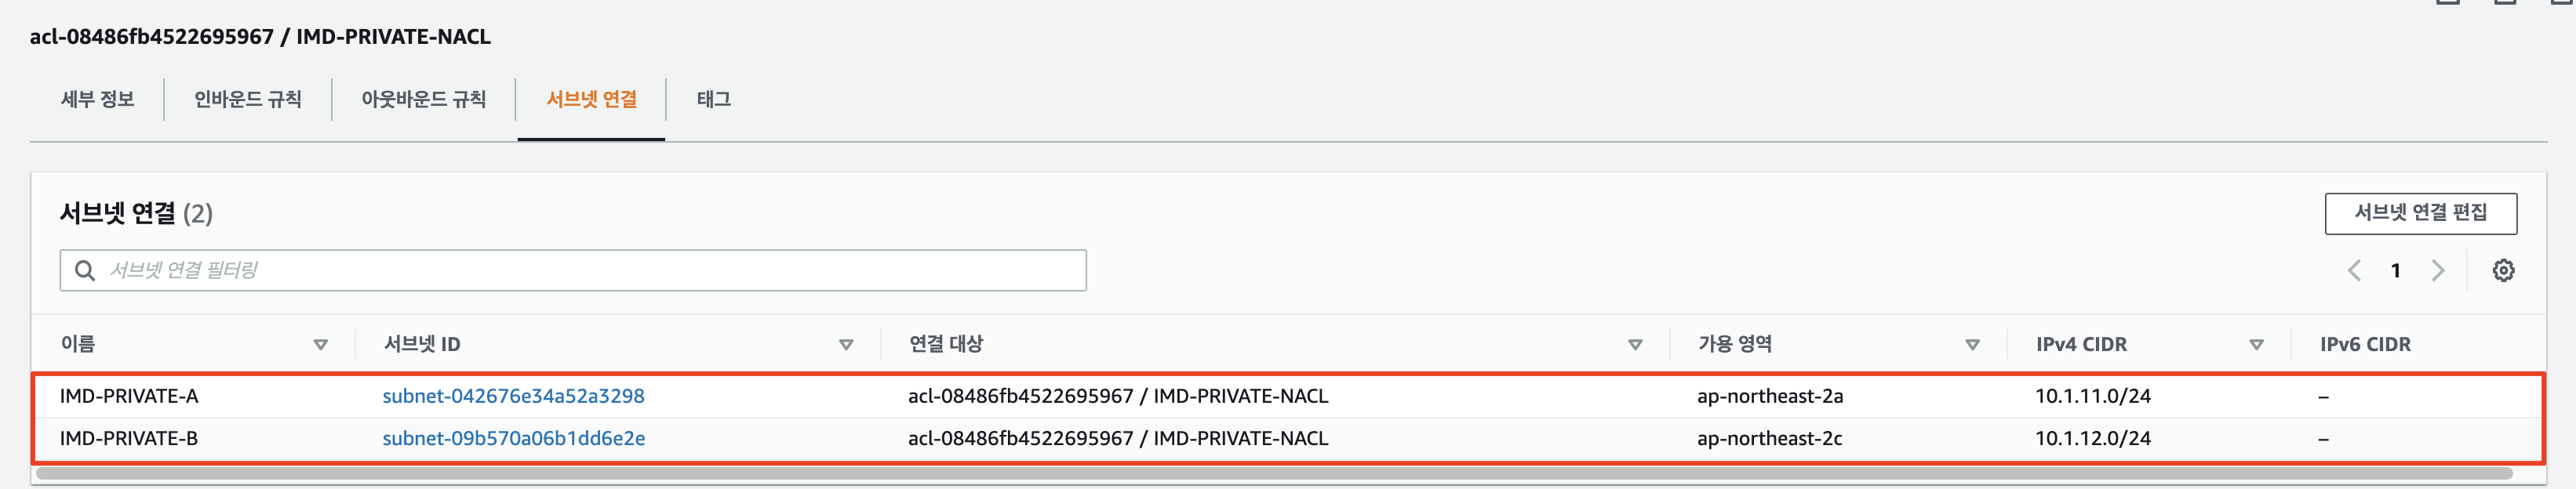 acl-08486fb4522695967 / IMD-PRIVATE-NACL
세부 정보 인바운드 규칙 아웃바운드 규칙 서브넷 연결 태그
서브넷 연결 (2) 서브넷 연결 편집
서브넷 연결 필터링 1
이름 서브넷 ID 연결 대상 가용 영역 IPv4 CIDR IPv6 CIDR
IMD-PRIVATE-A subnet-042676e34a52a3298 acl-08486fb4522695967 / IMD-PRIVATE-NACL ap-northeast-2a 10.1.11.0/24 –
IMD-PRIVATE-B subnet-09b570a06b1dd6e2e acl-08486fb4522695967 / IMD-PRIVATE-NACL ap-northeast-2c 10.1.12.0/24 –